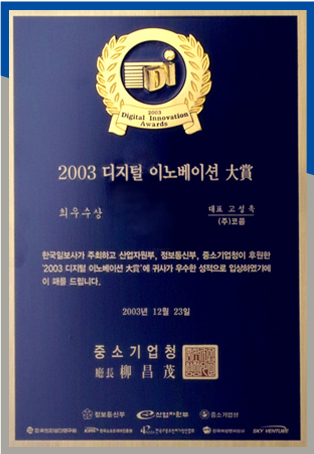 iDi
2003
Digital Innovation
Awards
2003 디지털 이노베이션 大賞
최우수상
대표 고성욱
(주)코콤
한국일보사가 주최하고 산업자원부, 정보통신부, 중소기업청이 후원한
'2003 디지털 이노베이션 大賞'에 귀사가 우수한 성적으로 입상하였기에
이 패를 드립니다.
2003년 12월 23일
중소기업청
廳長 柳昌茂
정보통신부 산업자원부 중소기업청
SKY VENTURE